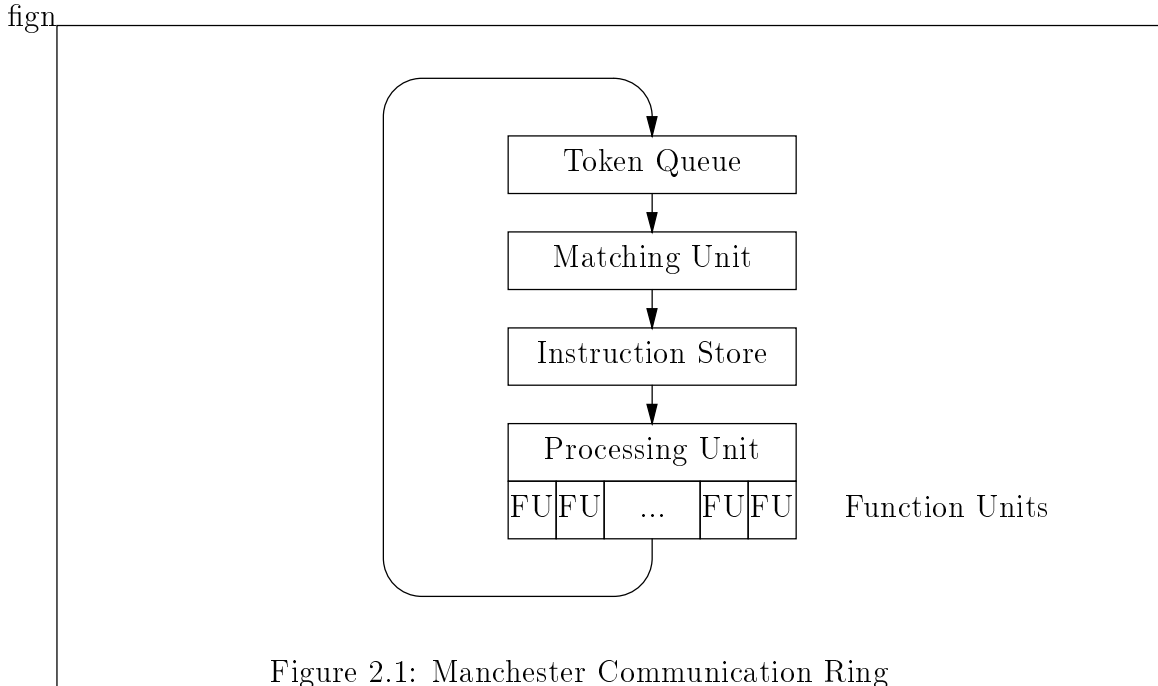 fign
Token Queue
Matching Unit
Instruction Store
Processing Unit
FU FU ... FU FU Function Units
Figure 2.1: Manchester Communication Ring